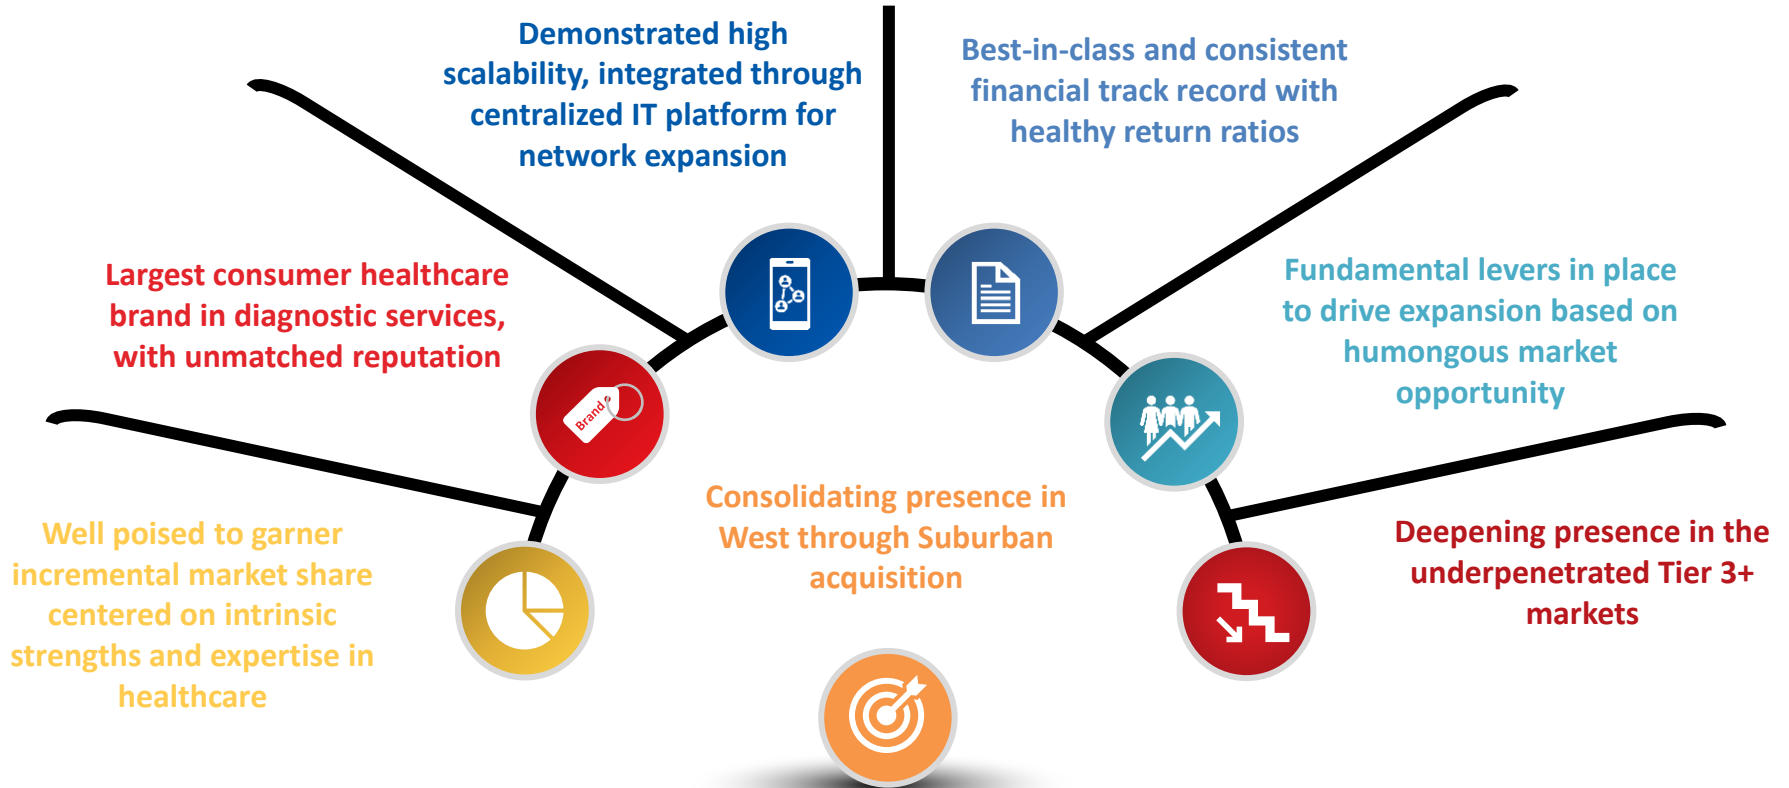 Demonstrated high
scalability, integrated through
centralized IT platform for
network expansion
Best-in-class and consistent
financial track record with
healthy return ratios
Largest consumer healthcare
brand in diagnostic services,
with unmatched reputation
Fundamental levers in place
to drive expansion based on
humongous market
opportunity
Brand
Consolidating presence in
West through Suburban
acquisition
Well poised to garner
incremental market share
centered on intrinsic
strengths and expertise in
healthcare
Deepening presence in the
underpenetrated Tier 3+
markets